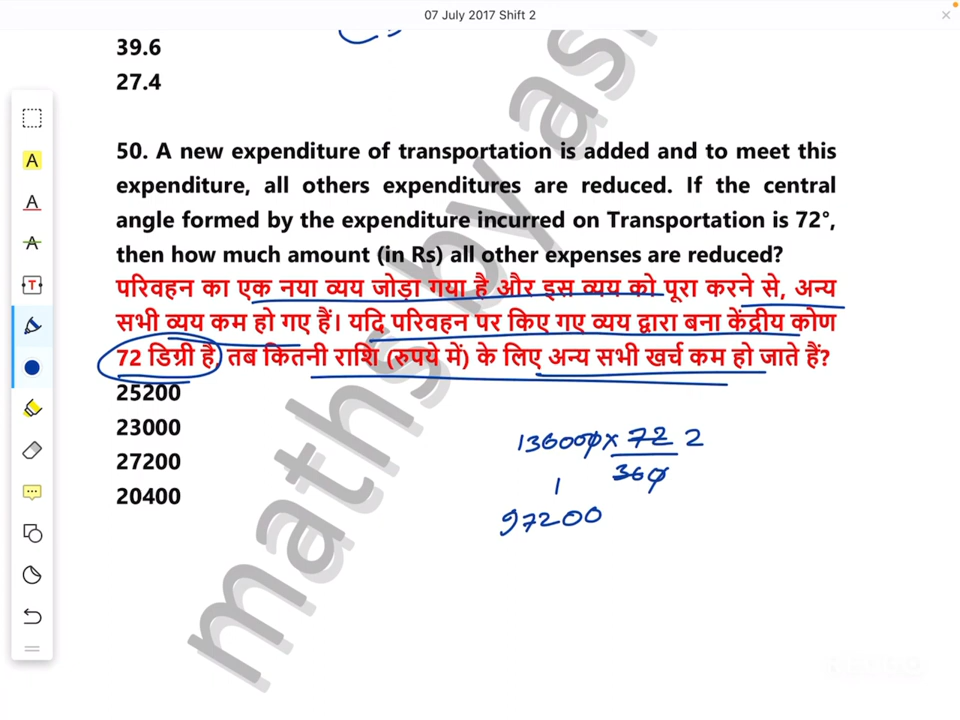 07 July 2017 Shift 2
39.6
27.4
50. A new expenditure of transportation is added and to meet this
expenditure, all others expenditures are reduced. If the central
angle formed by the expenditure incurred on Transportation is 72°,
then how much amount (in Rs) all other expenses are reduced?
परिवहन का एक नया व्यय जोड़ा गया है और इस व्यय को पूरा करने से, अन्य
सभी व्यय कम हो गए हैं। यदि परिवहन पर किए गए व्यय द्वारा बना केंद्रीय कोण
72 डिग्री है, तब कितनी राशि (रुपये में) के लिए अन्य सभी खर्च कम हो जाते हैं?
25200
23000
27200
20400
136000 × 72 2
360
1
97200
maths by